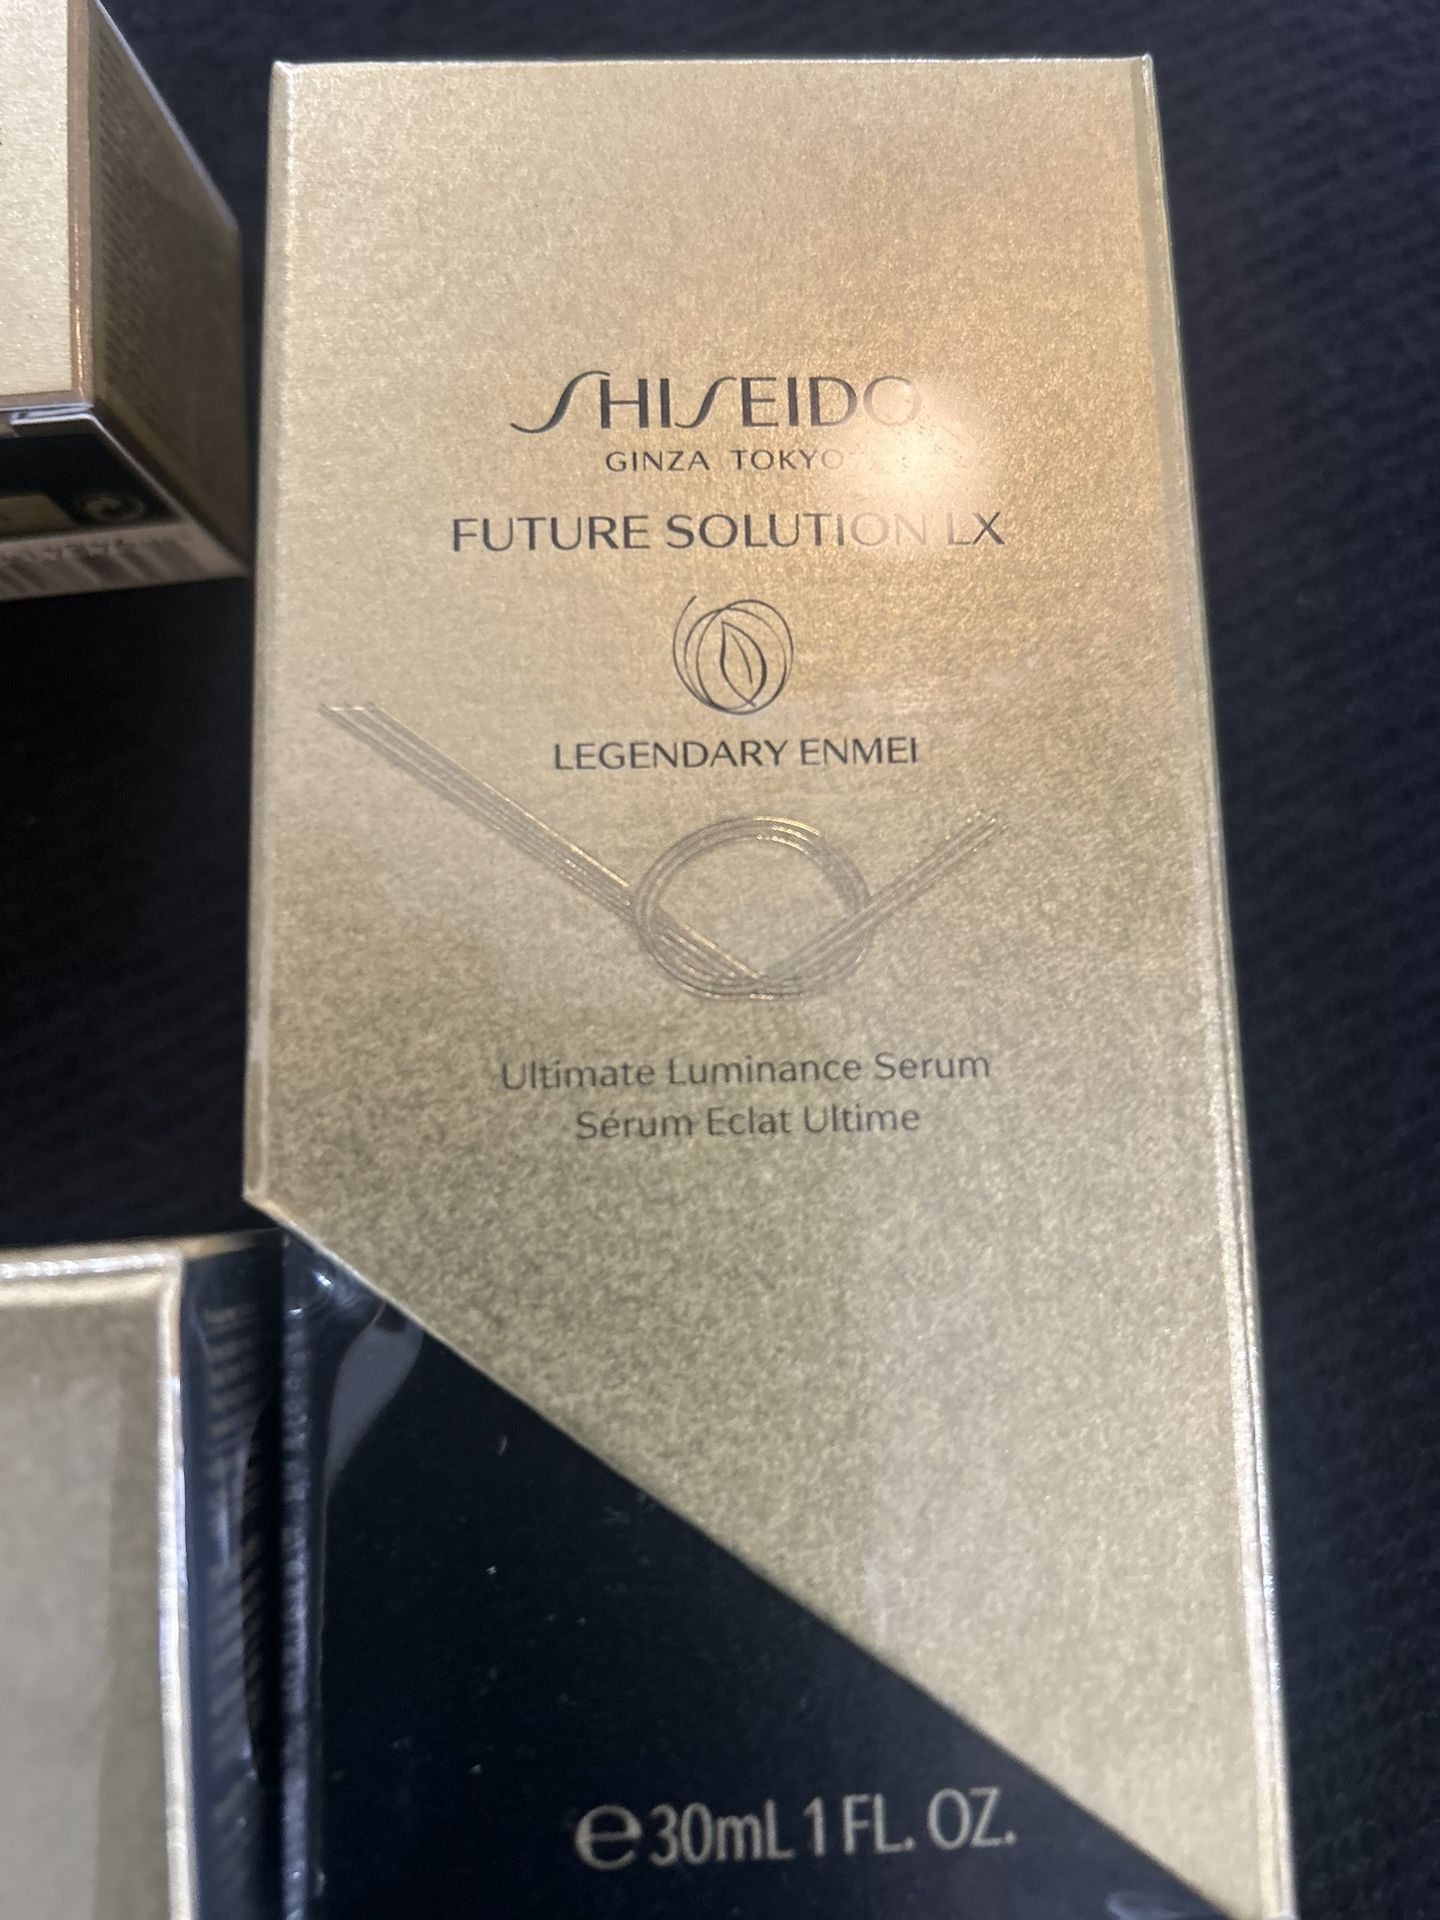 SHISEIDO
GINZA TOKYO
FUTURE SOLUTION LX
LEGENDARY ENMEI
Ultimate Luminance Serum
Sérum Eclat Ultime
e 30mL 1 FL. OZ.